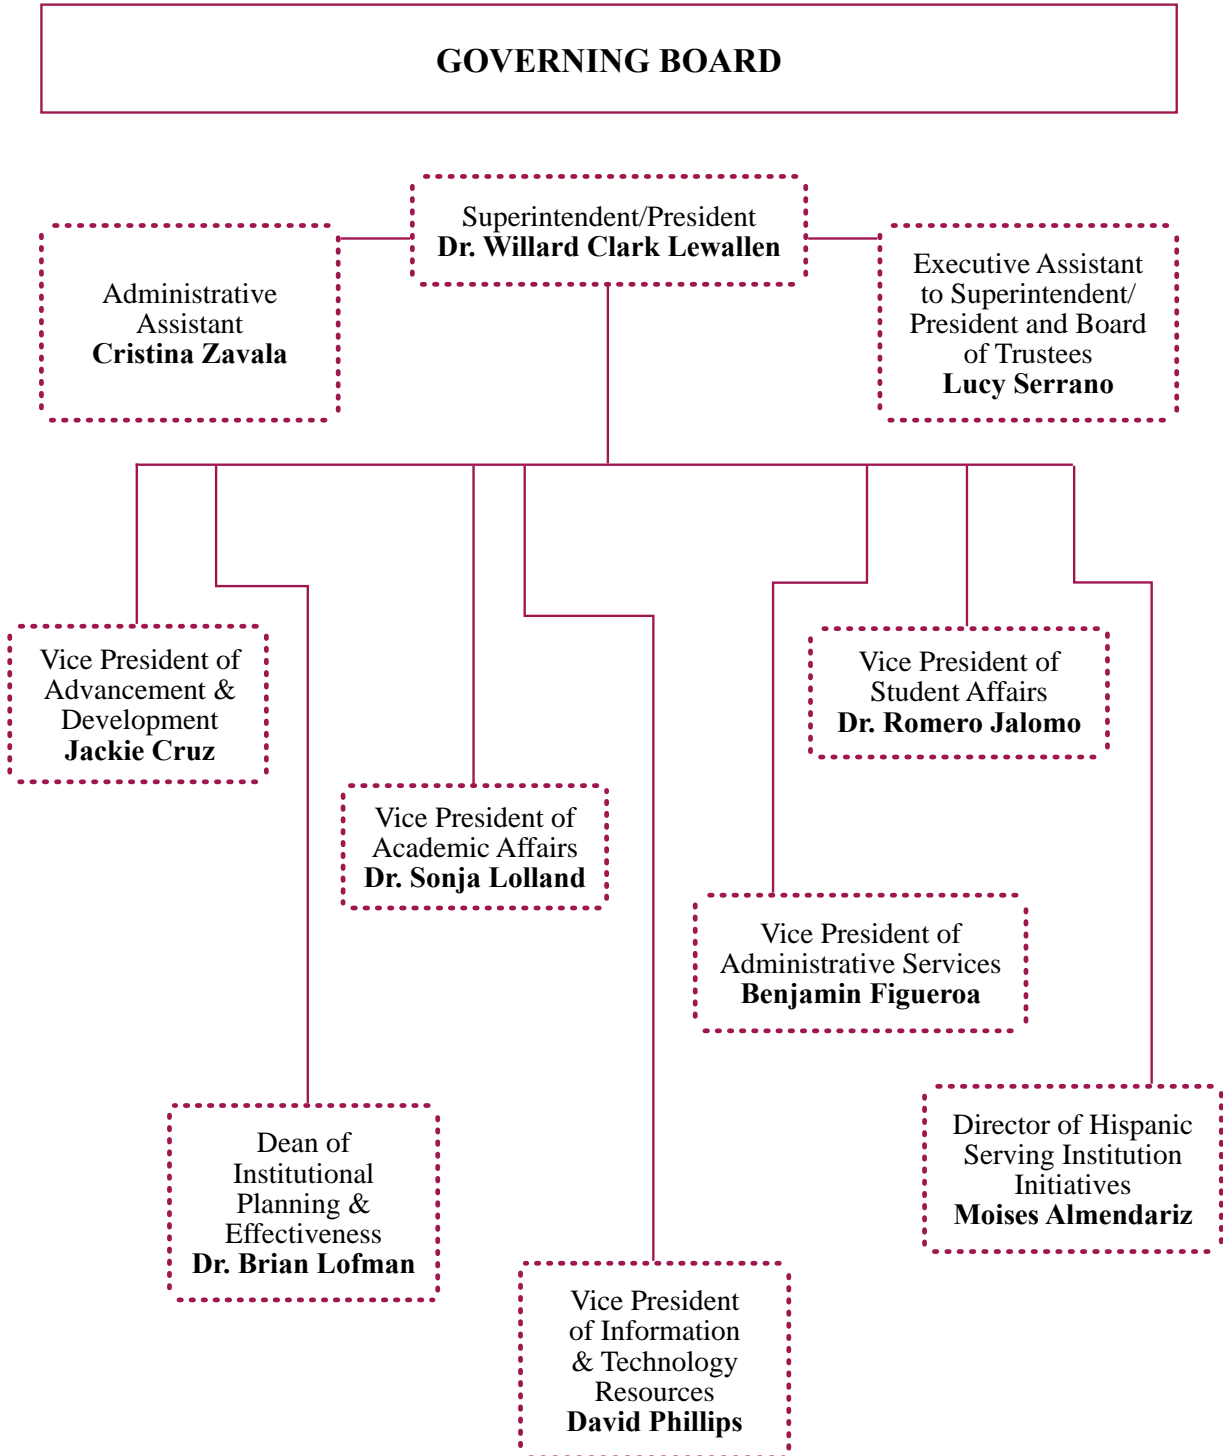 GOVERNING BOARD
Superintendent/President
Dr. Willard Clark Lewallen
Administrative
Assistant
Cristina Zavala
Executive Assistant
to Superintendent/
President and Board
of Trustees
Lucy Serrano
Vice President of
Advancement &
Development
Jackie Cruz
Vice President of
Student Affairs
Dr. Romero Jalomo
Vice President of
Academic Affairs
Dr. Sonja Lolland
Vice President of
Administrative Services
Benjamin Figueroa
Dean of
Institutional
Planning &
Effectiveness
Dr. Brian Lofman
Director of Hispanic
Serving Institution
Initiatives
Moises Almendariz
Vice President
of Information
& Technology
Resources
David Phillips